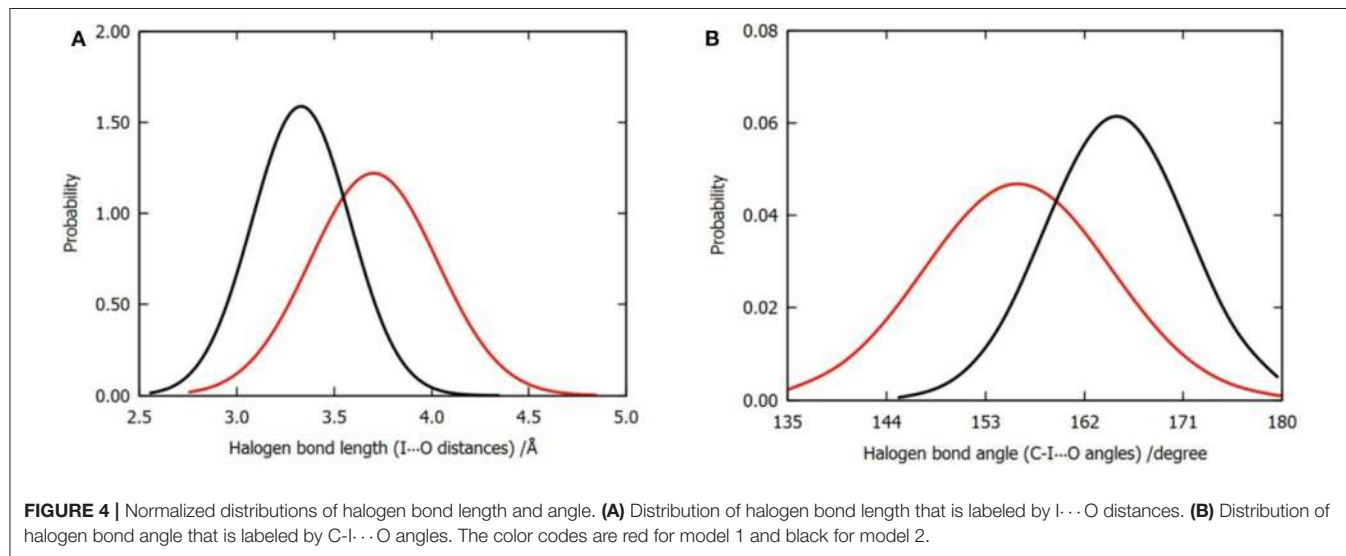 A
2.00
1.50
1.00
0.50
0.00
Probability
2.5 3.0 3.5 4.0 4.5 5.0
Halogen bond length (I···O distances) /Å
B
0.08
0.06
0.04
0.02
0.00
Probability
135 144 153 162 171 180
Halogen bond angle (C-I···O angles) /degree
FIGURE 4 | Normalized distributions of halogen bond length and angle. (A) Distribution of halogen bond length that is labeled by I· · · O distances. (B) Distribution of
halogen bond angle that is labeled by C-I· · · O angles. The color codes are red for model 1 and black for model 2.